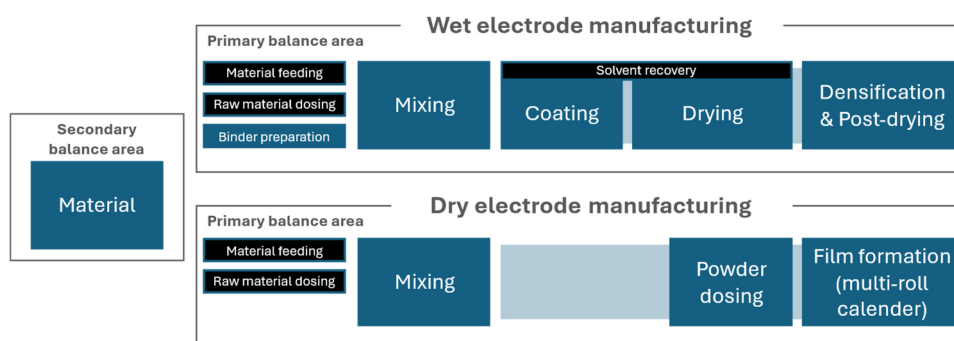 Wet electrode manufacturing
Primary balance area
Material feeding
Raw material dosing
Binder preparation
Mixing
Solvent recovery
Coating
Drying
Densification
& Post-drying
Secondary
balance area
Material
Dry electrode manufacturing
Primary balance area
Material feeding
Raw material dosing
Mixing
Powder
dosing
Film formation
(multi-roll
calender)